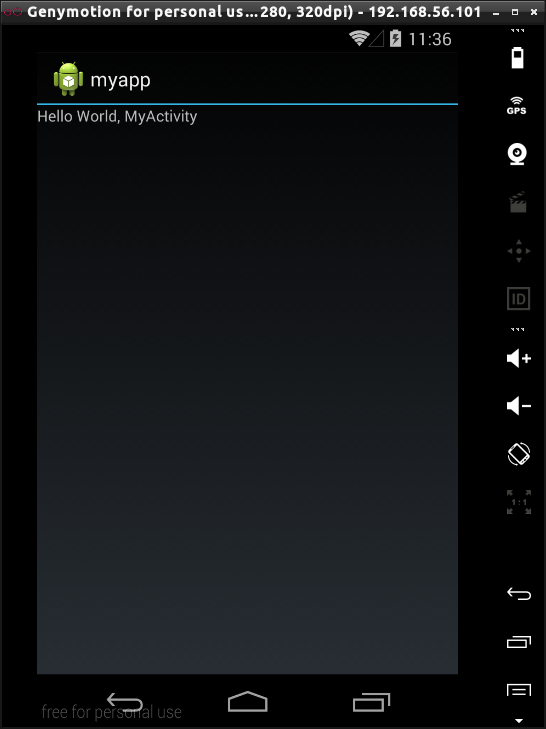 Genymotion for personal us...280, 320dpi) - 192.168.56.101
11:36
myapp
Hello World, MyActivity
GPS
ID
1:1
free for personal use